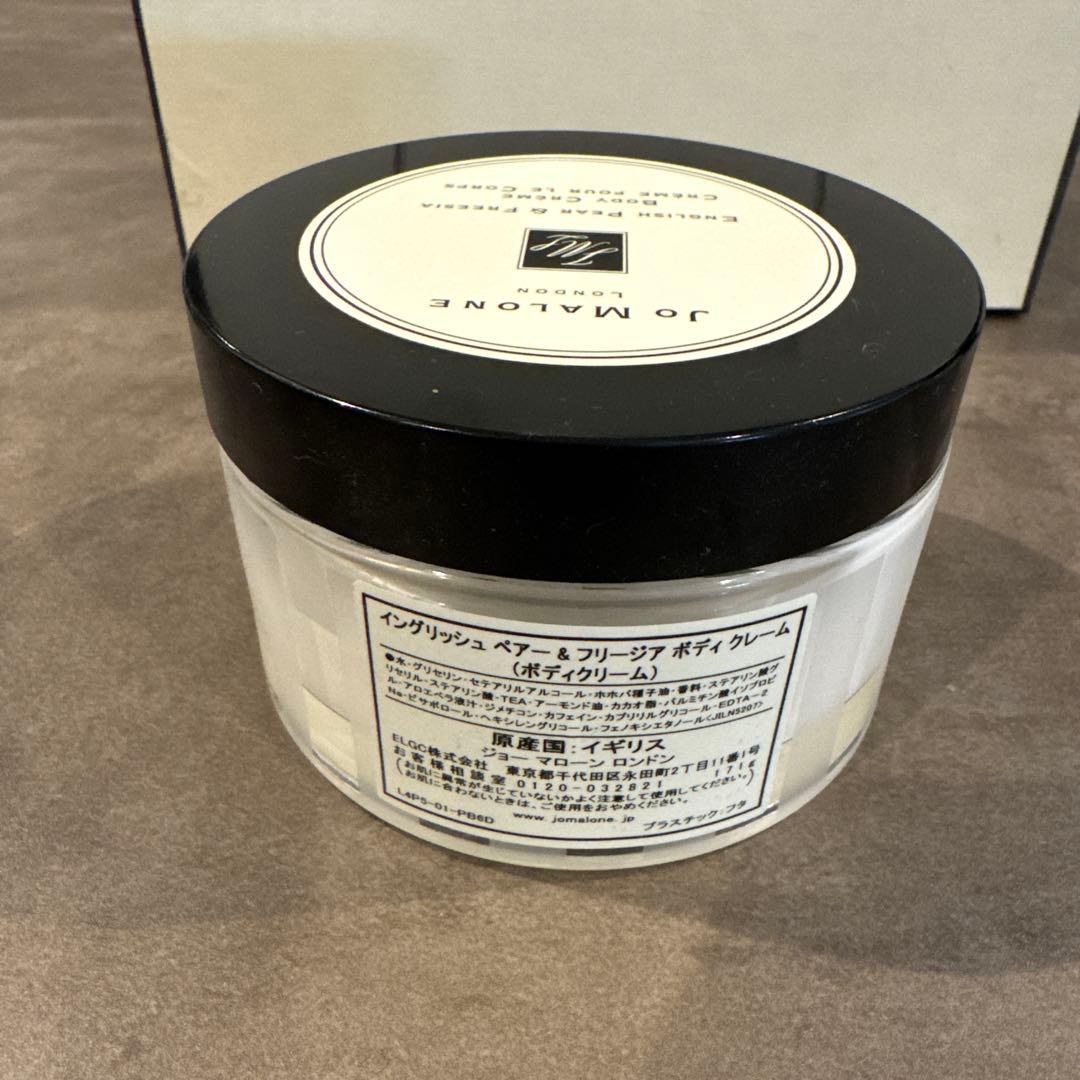 JO MALONE
LONDON
JML
ENGLISH PEAR & FREESIA
BODY CRÈME
CRÈME POUR LE CORPS
イングリッシュ ペアー & フリージア ボディ クレーム
(ボディクリーム)
●水・グリセリン・セテアリルアルコール・ホホバ種子油・香料・ステアリン酸グ
リセリル・ステアリン酸・TEA・アーモンド油・カカオ脂・パルミチン酸イソプロピ
ル・アロエベラ液汁・ジメチコン・カフェイン・カプリリルグリコール・EDTA-2
Na・ビサボロール・ヘキシレングリコール・フェノキシエタノール<JILN5207>
原産国:イギリス
ジョー マローン ロンドン
ELGC株式会社 東京都千代田区永田町2丁目11番1号
お客様相談室 0120-032821 171g
(お肌に異常が生じていないかよく注意して使用してください。
お肌に合わないときは、ご使用をおやめください。)
L4P5-01-PB6D www.jomalone.jp プラスチック:フタ